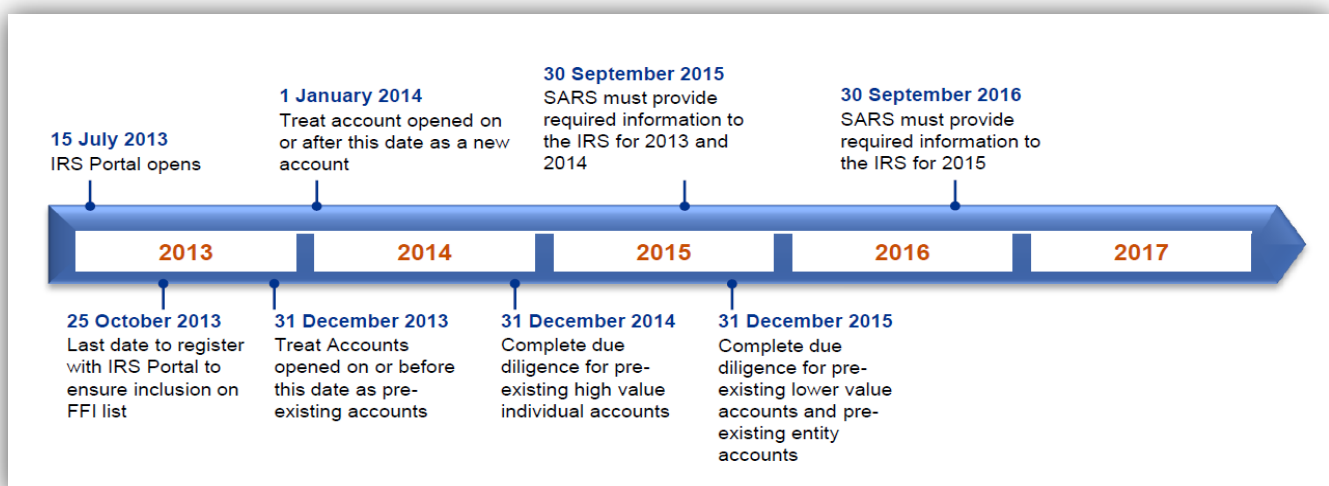 15 July 2013
IRS Portal opens
1 January 2014
Treat account opened on
or after this date as a new
account
30 September 2015
SARS must provide
required information to
the IRS for 2013 and
2014
30 September 2016
SARS must provide
required information to
the IRS for 2015
2013
2014
2015
2016
2017
25 October 2013
Last date to register
with IRS Portal to
ensure inclusion on
FFI list
31 December 2013
Treat Accounts
opened on or before
this date as pre-
existing accounts
31 December 2014
Complete due
diligence for pre-
existing high value
individual accounts
31 December 2015
Complete due
diligence for pre-
existing lower value
accounts and pre-
existing entity
accounts